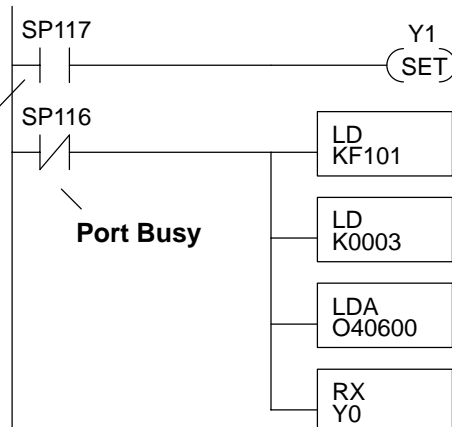 SP117
Y1
SET
SP116
LD
KF101
Port Busy
LD
K0003
LDA
O40600
RX
Y0